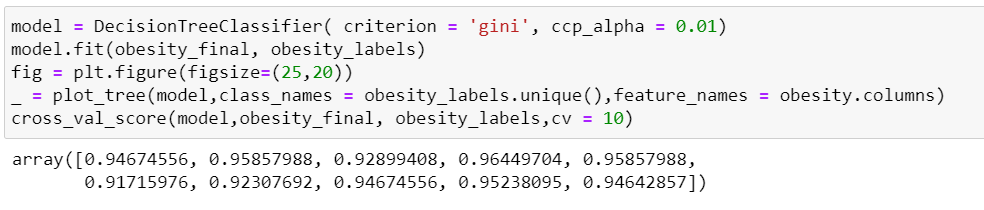 model = DecisionTreeClassifier( criterion = 'gini', ccp_alpha = 0.01)
model.fit(obesity_final, obesity_labels)
fig = plt.figure(figsize=(25,20))
_ = plot_tree(model,class_names = obesity_labels.unique(),feature_names = obesity.columns)
cross_val_score(model,obesity_final, obesity_labels,cv = 10)
array([0.94674556, 0.95857988, 0.92899408, 0.96449704, 0.95857988,
       0.91715976, 0.92307692, 0.94674556, 0.95238095, 0.94642857])